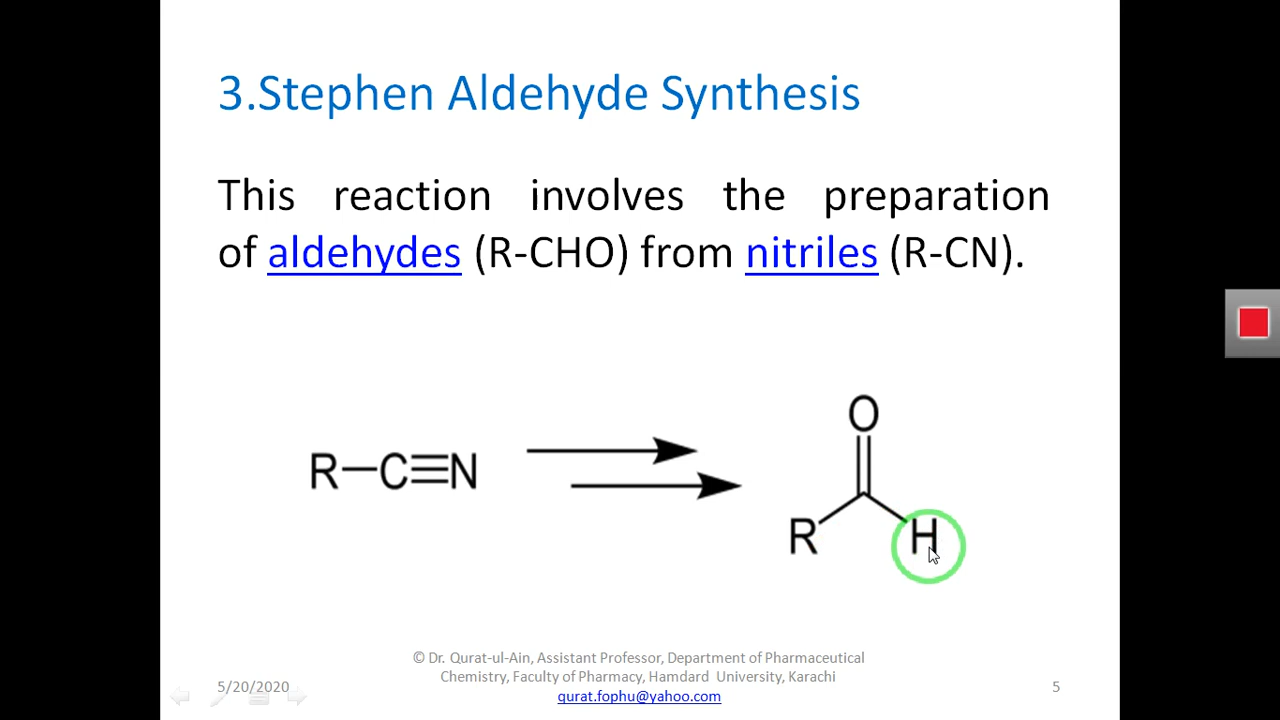 3.Stephen Aldehyde Synthesis
This reaction involves the preparation
of aldehydes (R-CHO) from nitriles (R-CN).
R—C≡N
O
R H
© Dr. Qurat-ul-Ain, Assistant Professor, Department of Pharmaceutical
Chemistry, Faculty of Pharmacy, Hamdard University, Karachi
qurat.fophu@yahoo.com
5/20/2020
5